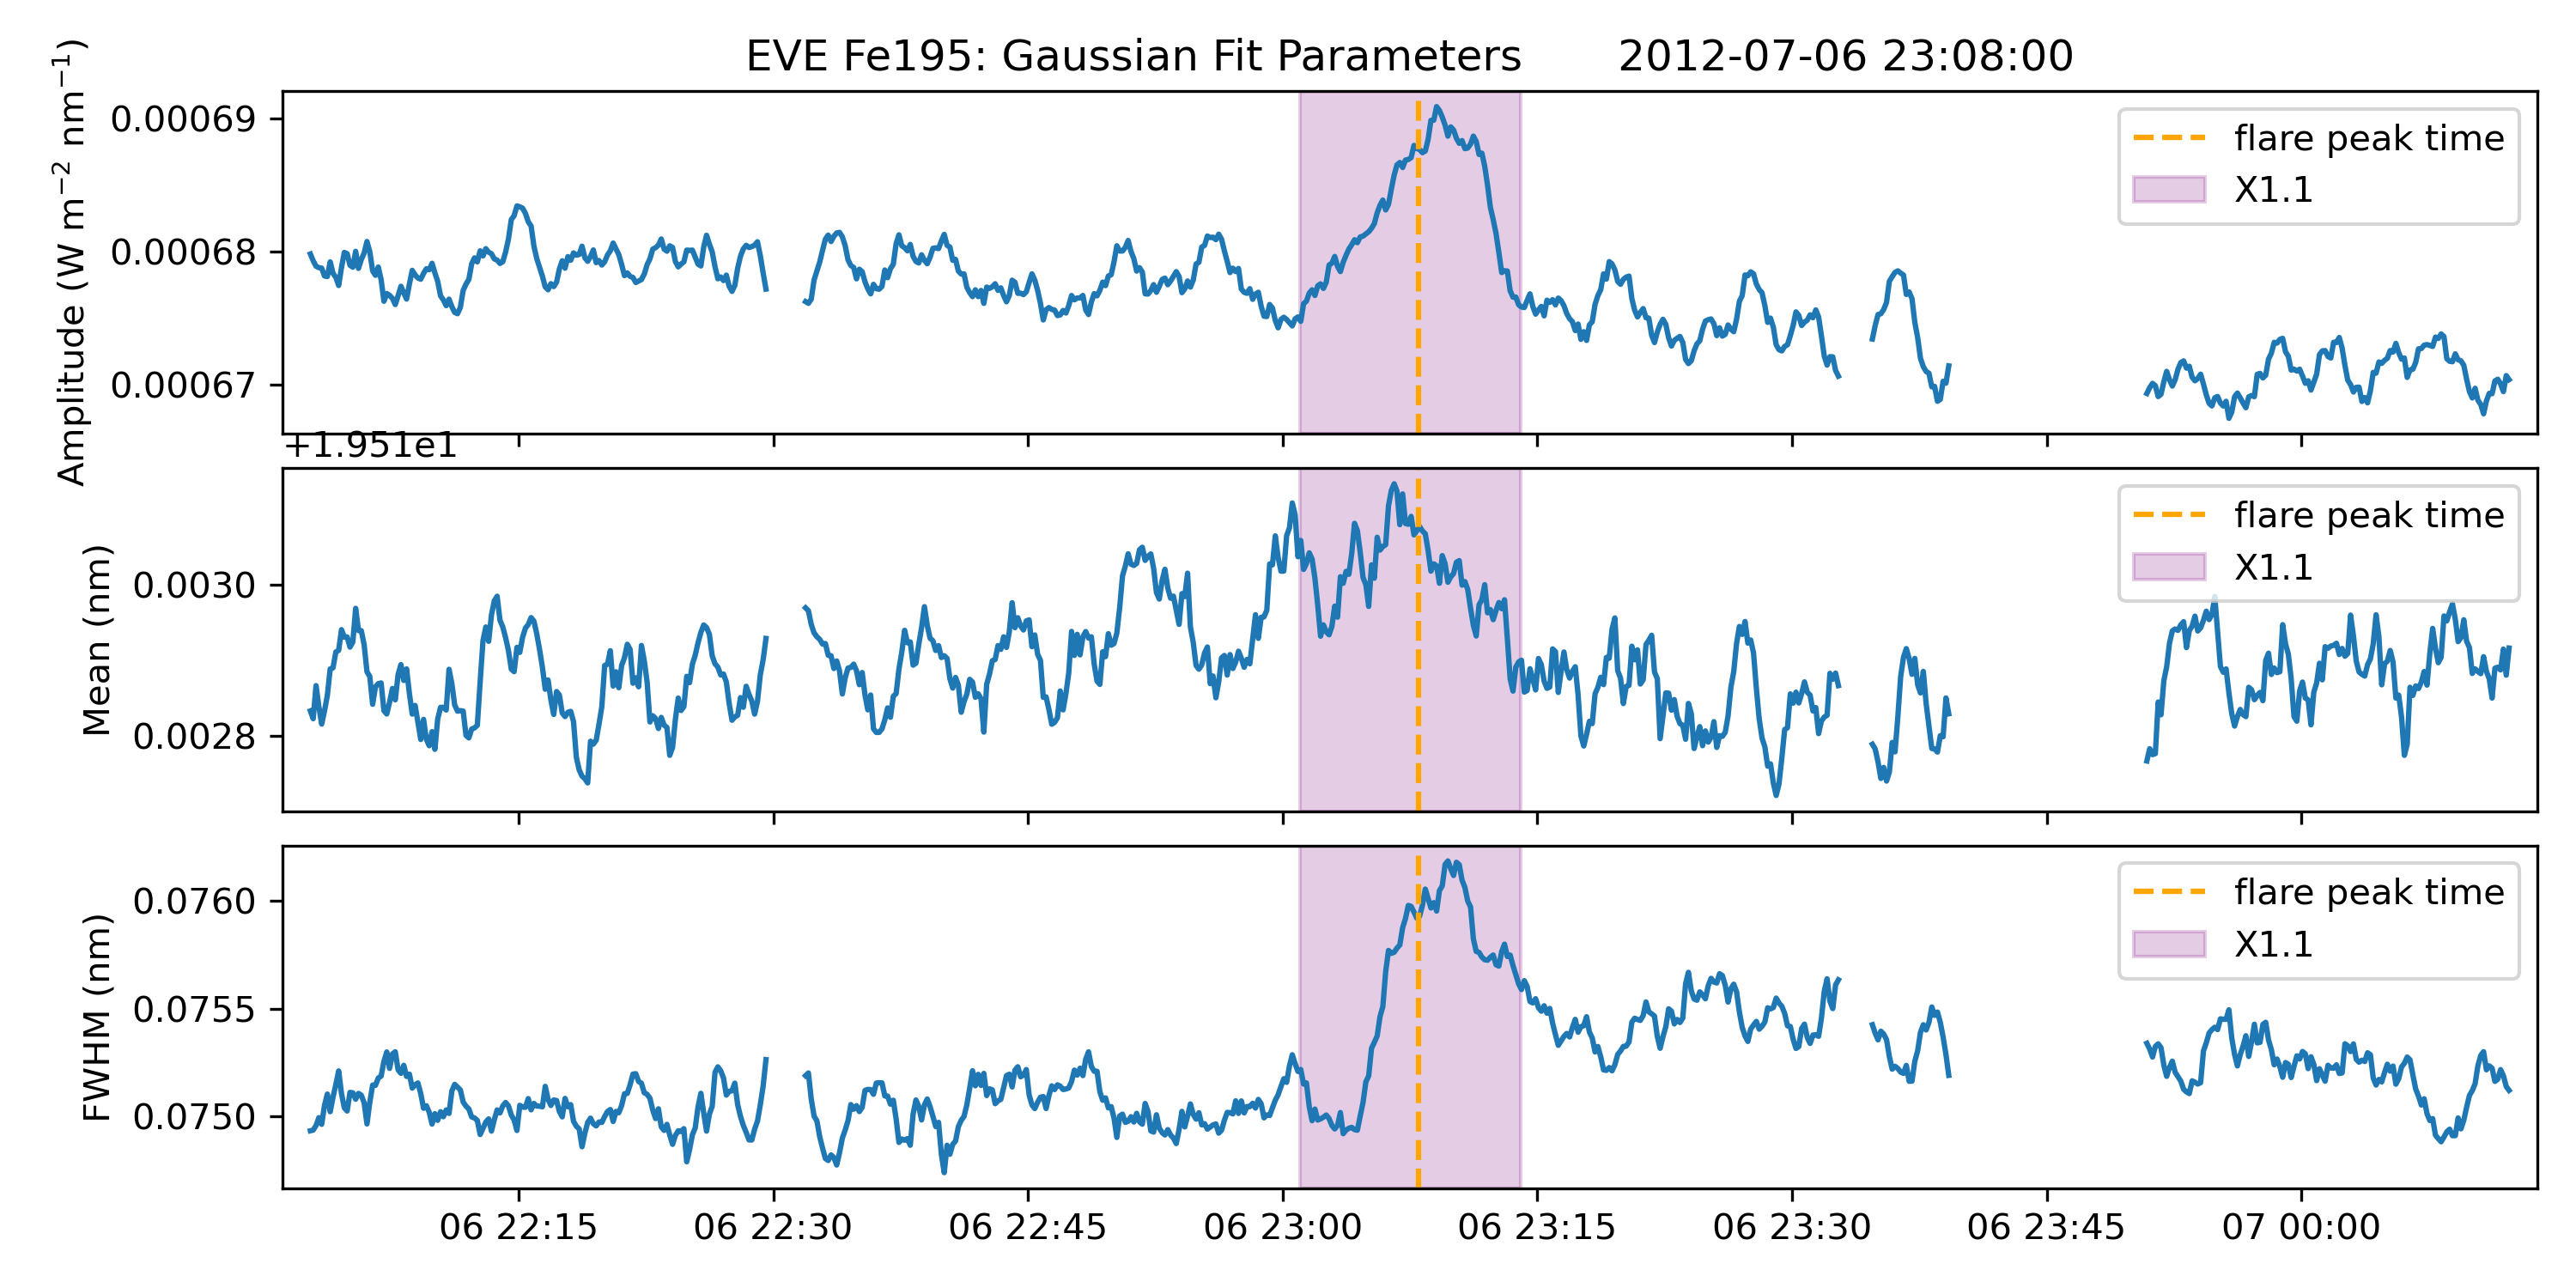 EVE Fe195: Gaussian Fit Parameters 2012-07-06 23:08:00
Amplitude (W m⁻² nm⁻¹)
0.00069
0.00068
0.00067
flare peak time
X1.1
+1.951e1
Mean (nm)
0.0030
0.0028
flare peak time
X1.1
FWHM (nm)
0.0760
0.0755
0.0750
flare peak time
X1.1
06 22:15 06 22:30 06 22:45 06 23:00 06 23:15 06 23:30 06 23:45 07 00:00